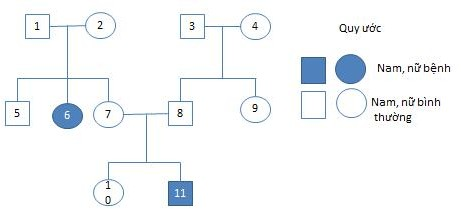 Quy ước
1 2 3 4
Nam, nữ bệnh
Nam, nữ bình
thường
5 6 7 8 9
1
0
11